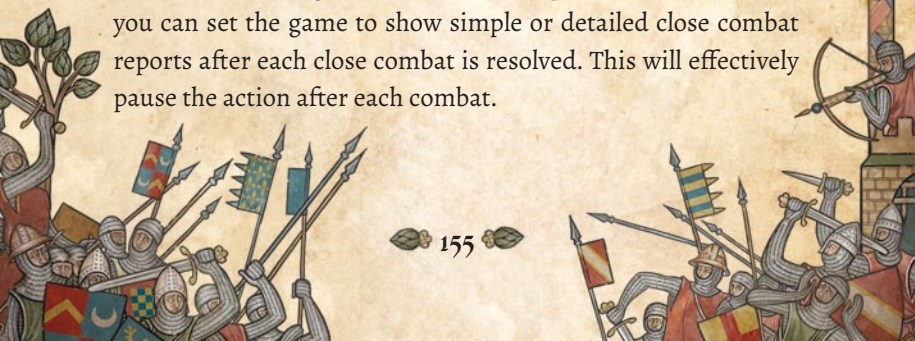 you can set the game to show simple or detailed close combat
reports after each close combat is resolved. This will effectively
pause the action after each combat.
155